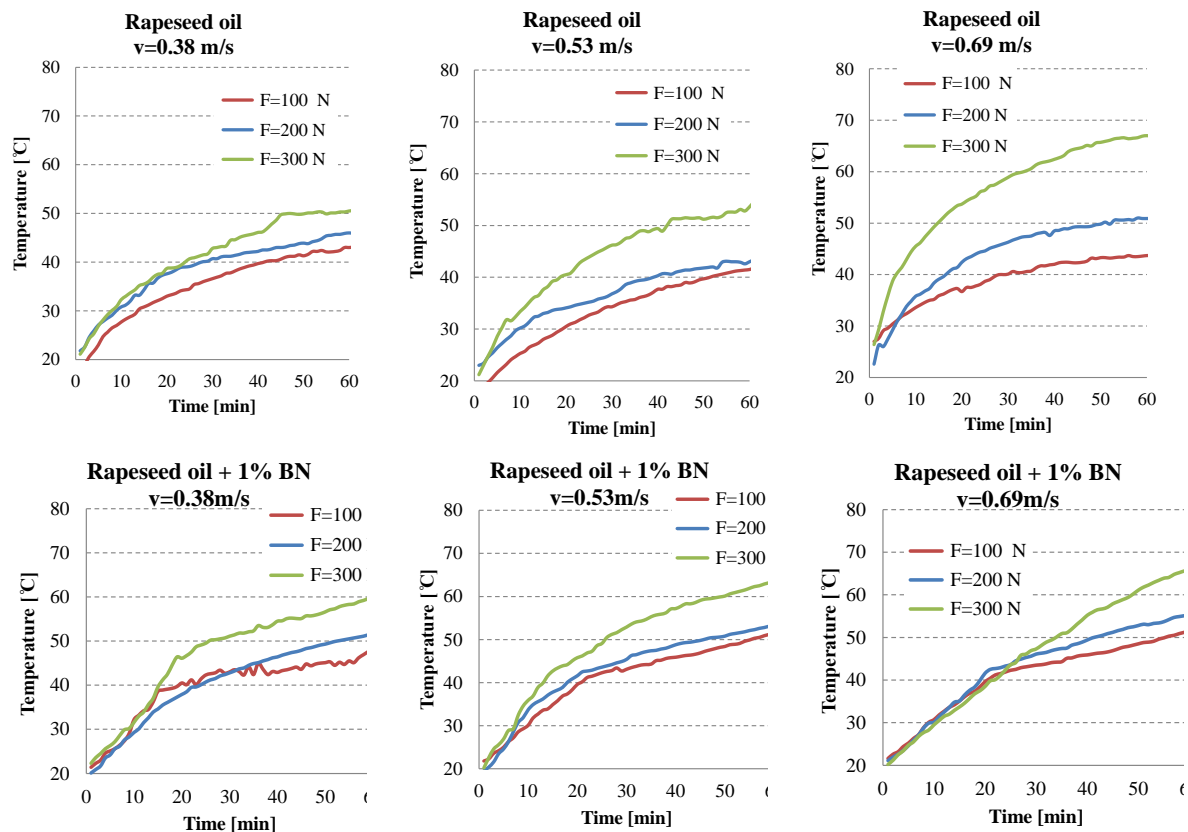 Rapeseed oil
v=0.38 m/s
80
70
60
50
40
30
20
Temperature [°C]
F=100 N
F=200 N
F=300 N
0 10 20 30 40 50 60
Time [min]
Rapeseed oil
v=0.53 m/s
80
70
60
50
40
30
20
Temperature [°C]
F=100 N
F=200 N
F=300 N
0 10 20 30 40 50 60
Time [min]
Rapeseed oil
v=0.69 m/s
80
70
60
50
40
30
20
Temperature [°C]
F=100 N
F=200 N
F=300 N
0 10 20 30 40 50 60
Time [min]
Rapeseed oil + 1% BN
v=0.38m/s
80
70
60
50
40
30
20
Temperature [°C]
F=100
F=200
F=300
0 10 20 30 40 50
Time [min]
Rapeseed oil + 1% BN
v=0.53m/s
80
70
60
50
40
30
20
Temperature [°C]
F=100
F=200
F=300
0 10 20 30 40 50
Time [min]
Rapeseed oil + 1% BN
v=0.69m/s
80
70
60
50
40
30
20
Temperature [°C]
F=100 N
F=200 N
F=300 N
0 10 20 30 40 50
Time [min]